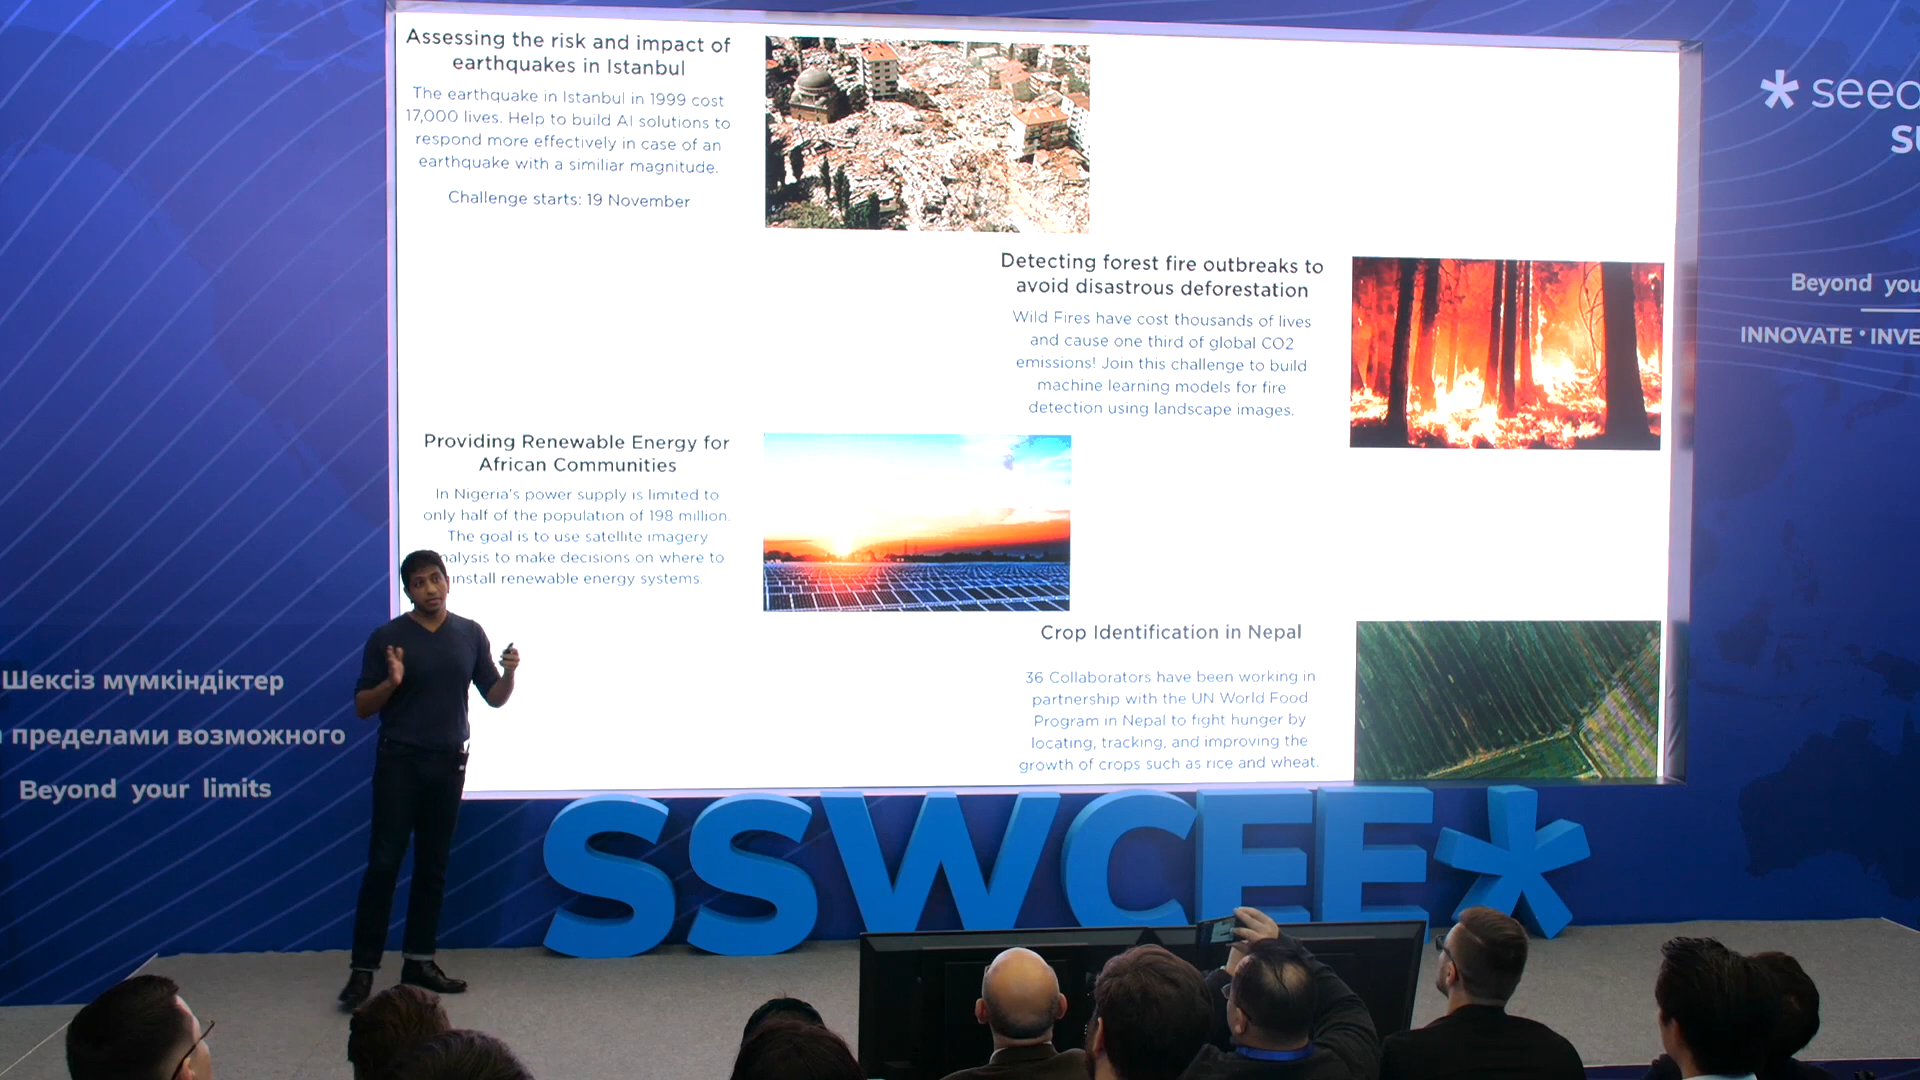 Assessing the risk and impact of
earthquakes in Istanbul
The earthquake in Istanbul in 1999 cost
17,000 lives. Help to build AI solutions to
respond more effectively in case of an
earthquake with a similiar magnitude.
Challenge starts: 19 November
Detecting forest fire outbreaks to
avoid disastrous deforestation
Wild Fires have cost thousands of lives
and cause one third of global CO2
emissions! Join this challenge to build
machine learning models for fire
detection using landscape images.
Providing Renewable Energy for
African Communities
In Nigeria's power supply is limited to
only half of the population of 198 million.
The goal is to use satellite imagery
nalysis to make decisions on where to
install renewable energy systems.
Crop Identification in Nepal
36 Collaborators have been working in
partnership with the UN World Food
Program in Nepal to fight hunger by
locating, tracking, and improving the
growth of crops such as rice and wheat.
Шексіз мүмкіндіктер
пределами возможного
Beyond your limits
SSWCEE*
* seed
SU
Beyond you
INNOVATE • INVE